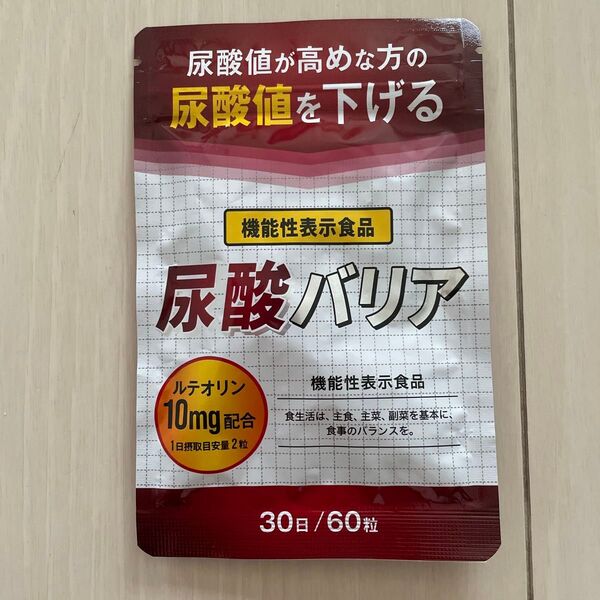 尿酸値が高めな方の
尿酸値を下げる
機能性表示食品
尿酸バリア
ルテオリン
10mg配合
1日摂取目安量2粒
機能性表示食品
食生活は、主食、主菜、副菜を基本に、
食事のバランスを。
30日/60粒